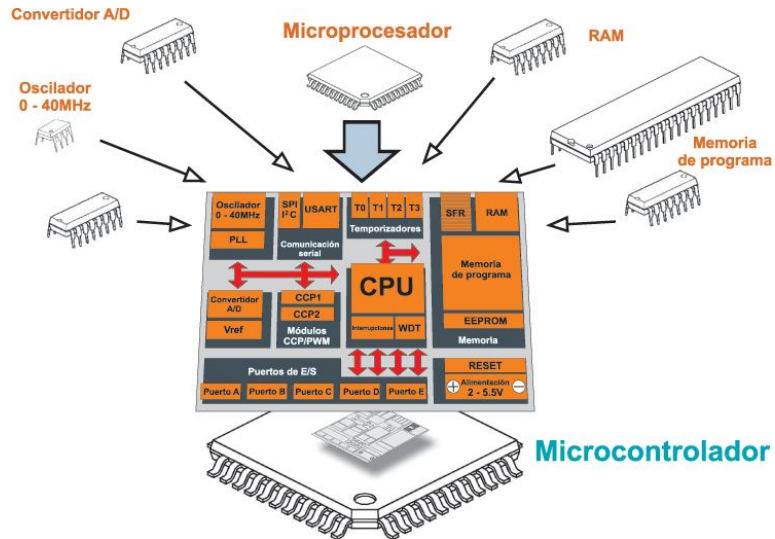 Convertidor A/D
Microprocesador
RAM
Oscilador
0 - 40MHz
Memoria
de programa
Oscilador
0 - 40MHz
PLL
SPI
I²C
USART
Comunicación
serial
T0
T1
T2
T3
Temporizadores
SFR
RAM
Memoria
de programa
EEPROM
Memoria
Convertidor
A/D
Vref
CCP1
CCP2
Módulos
CCP/PWM
CPU
Interrupciones
WDT
Puertos de E/S
Puerto A
Puerto B
Puerto C
Puerto D
Puerto E
RESET
+ Alimentación −
2 - 5.5V
Microcontrolador